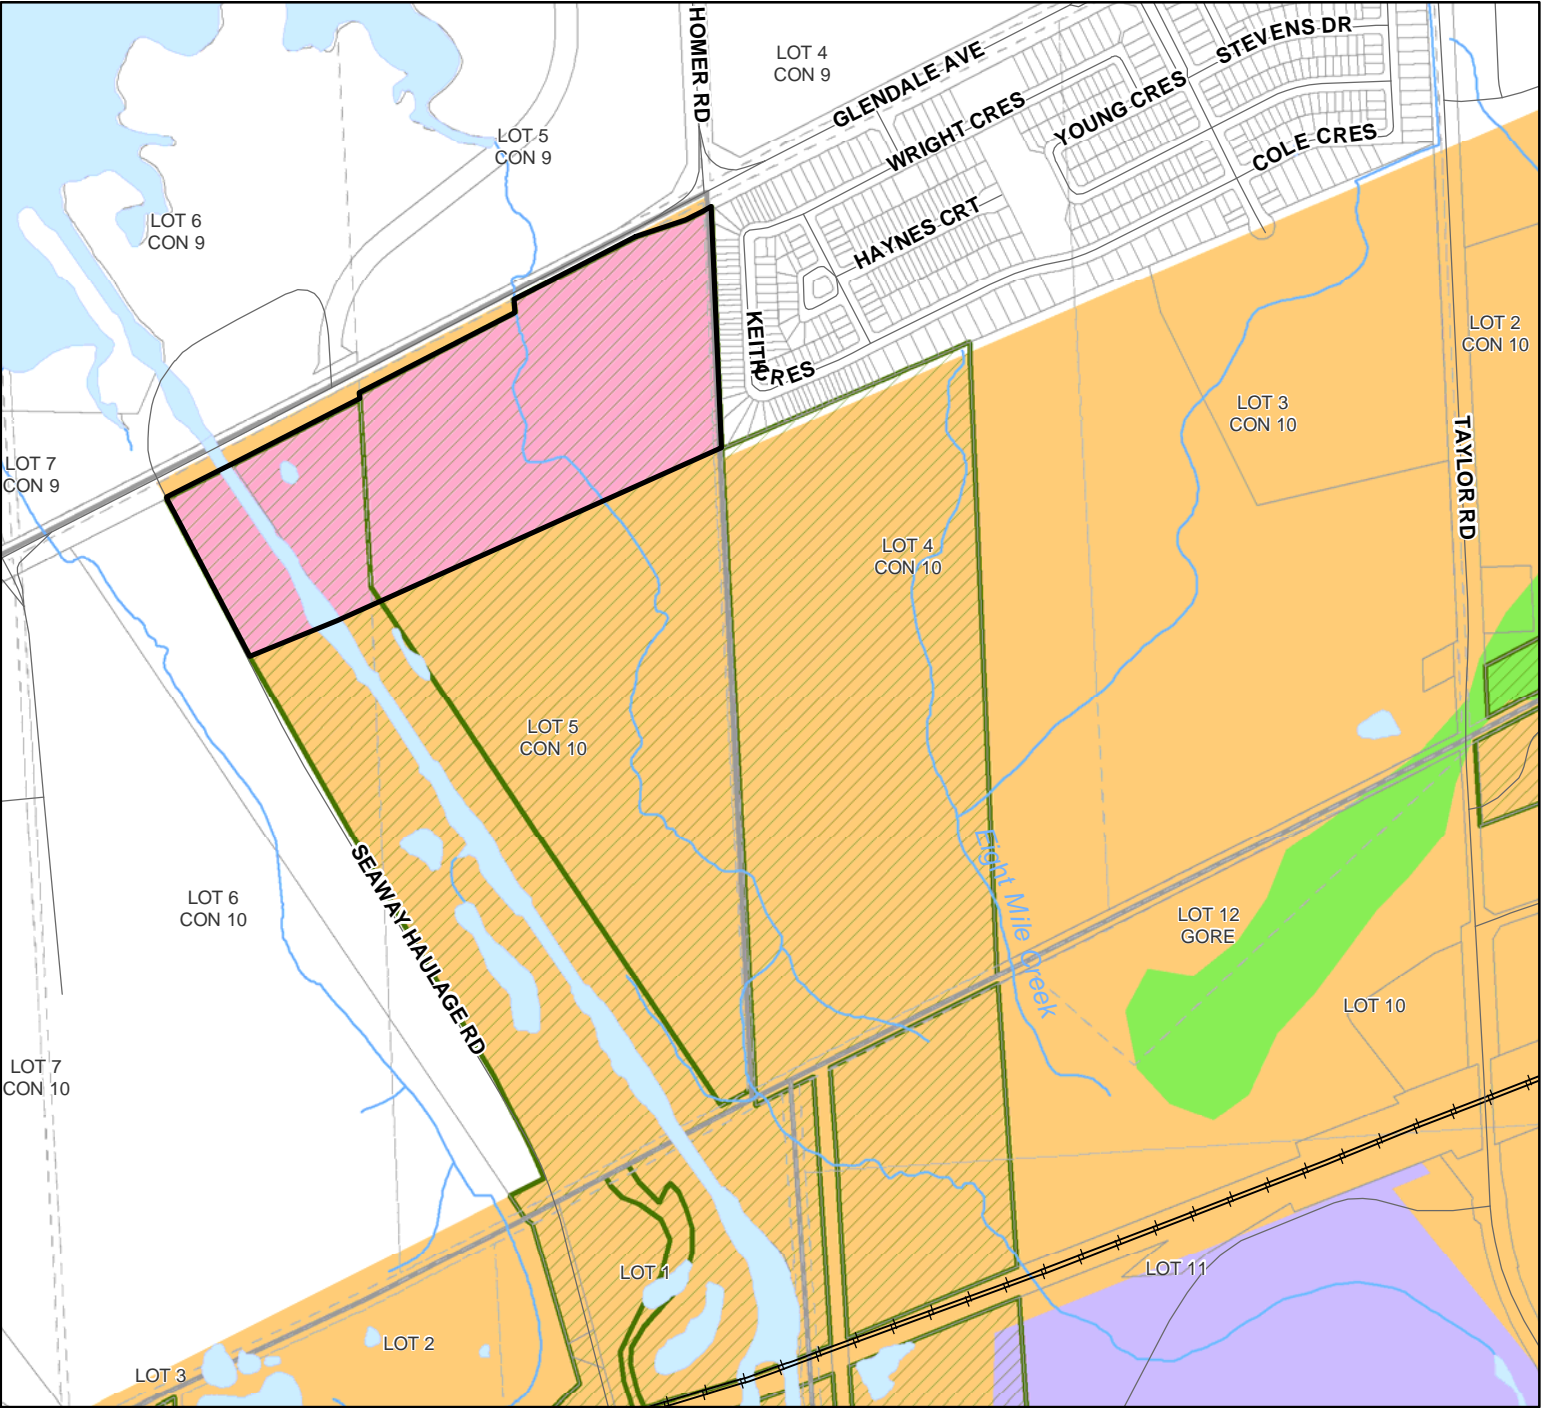 HOMER RD
LOT 4
CON 9
GLENDALE AVE
STEVENS DR
WRIGHT CRES
YOUNG CRES
COLE CRES
LOT 5
CON 9
LOT 6
CON 9
HAYNES CRT
KEITH
CRES
LOT 2
CON 10
LOT 3
CON 10
TAYLOR RD
LOT 7
CON 9
LOT 4
CON 10
LOT 5
CON 10
LOT 6
CON 10
SEAWAY HAULAGE RD
Eight Mile Creek
LOT 12
GORE
LOT 10
LOT 7
CON 10
LOT 1
LOT 11
LOT 2
LOT 3